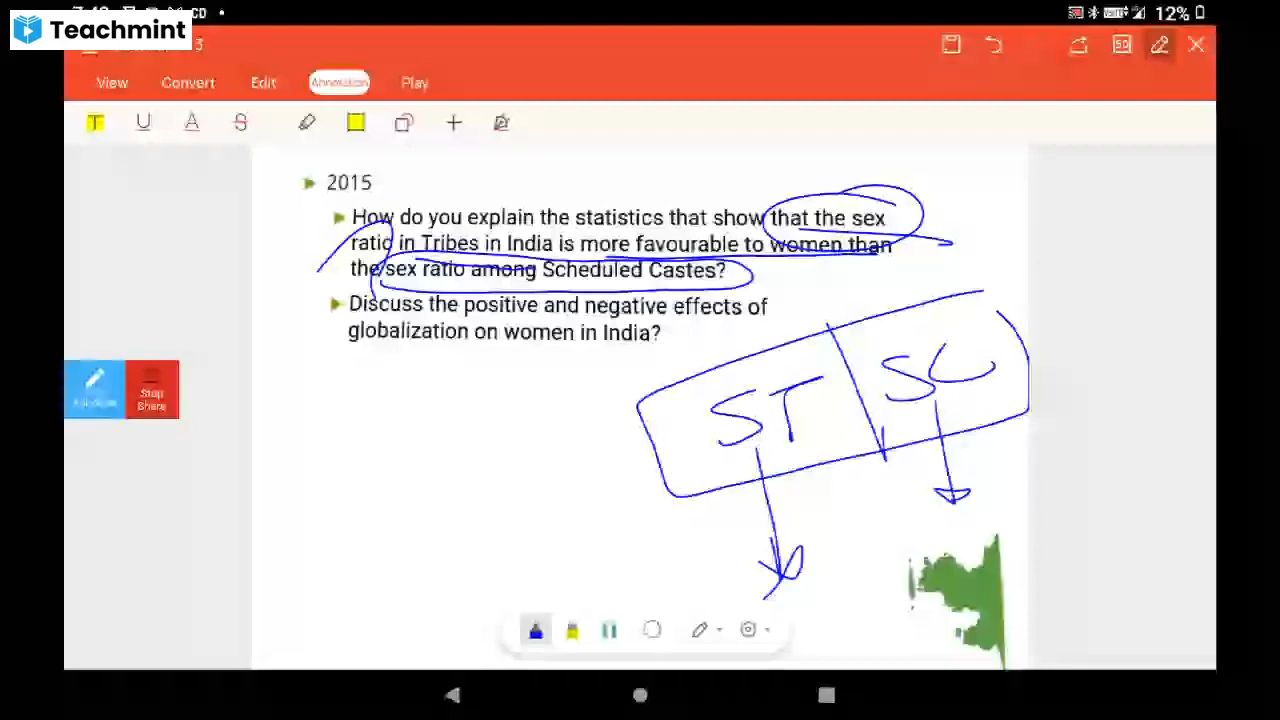 Teachmint
12%
View Convert Edit Annotation Play
2015
How do you explain the statistics that show that the sex
ratio in Tribes in India is more favourable to women than
the sex ratio among Scheduled Castes?
Discuss the positive and negative effects of
globalization on women in India?
Stop
Share
ST SC